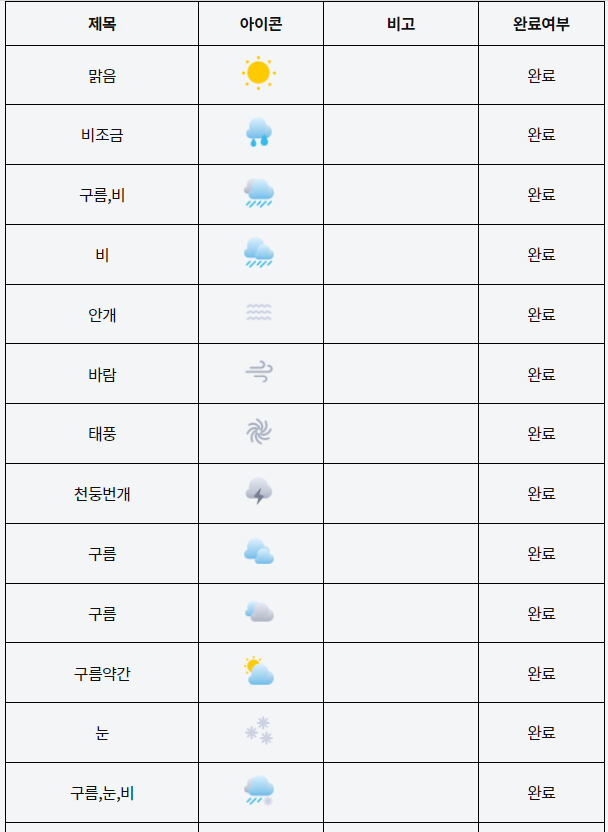 제목 아이콘 비고 완료여부
맑음 완료
비조금 완료
구름,비 완료
비 완료
안개 완료
바람 완료
태풍 완료
천둥번개 완료
구름 완료
구름 완료
구름약간 완료
눈 완료
구름,눈,비 완료